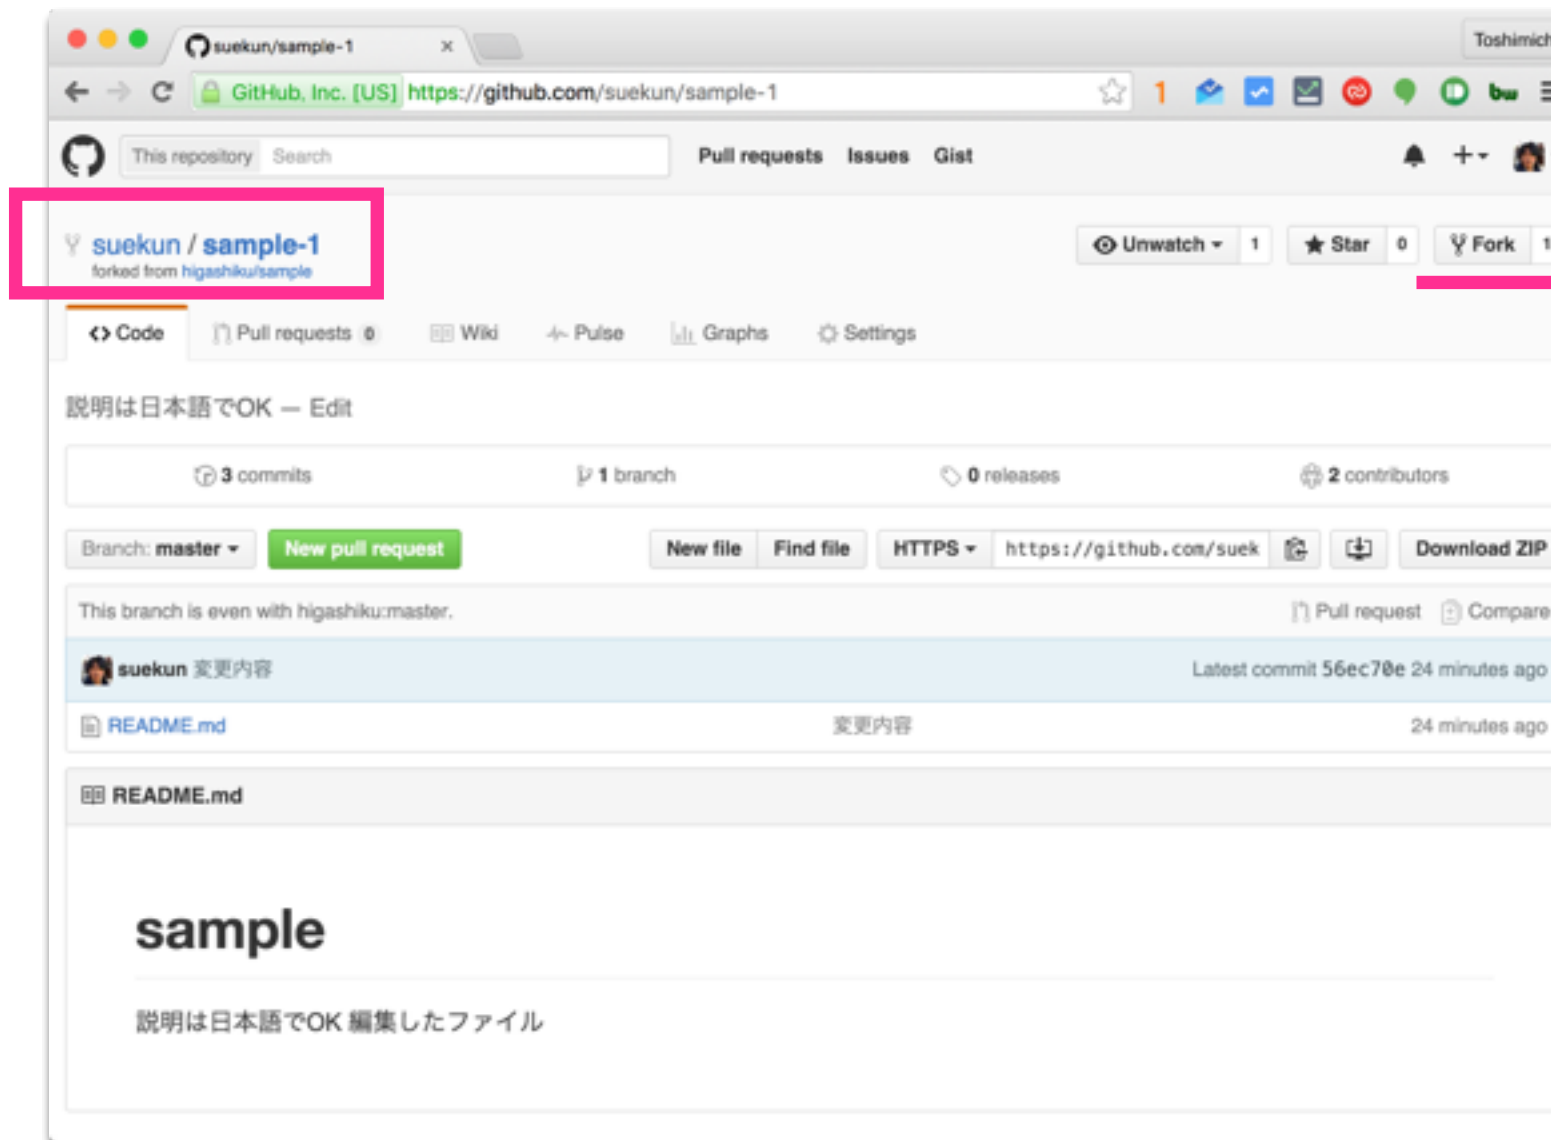 suekun/sample-1
Toshimich
GitHub, Inc. [US] https://github.com/suekun/sample-1
This repository Search Pull requests Issues Gist
suekun / sample-1
forked from higashiku/sample
Unwatch 1 Star 0 Fork 1
Code Pull requests 0 Wiki Pulse Graphs Settings
説明は日本語でOK — Edit
3 commits 1 branch 0 releases 2 contributors
Branch: master New pull request New file Find file HTTPS https://github.com/suek Download ZIP
This branch is even with higashiku:master. Pull request Compare
suekun 変更内容 Latest commit 56ec70e 24 minutes ago
README.md 変更内容 24 minutes ago
README.md
sample
説明は日本語でOK 編集したファイル